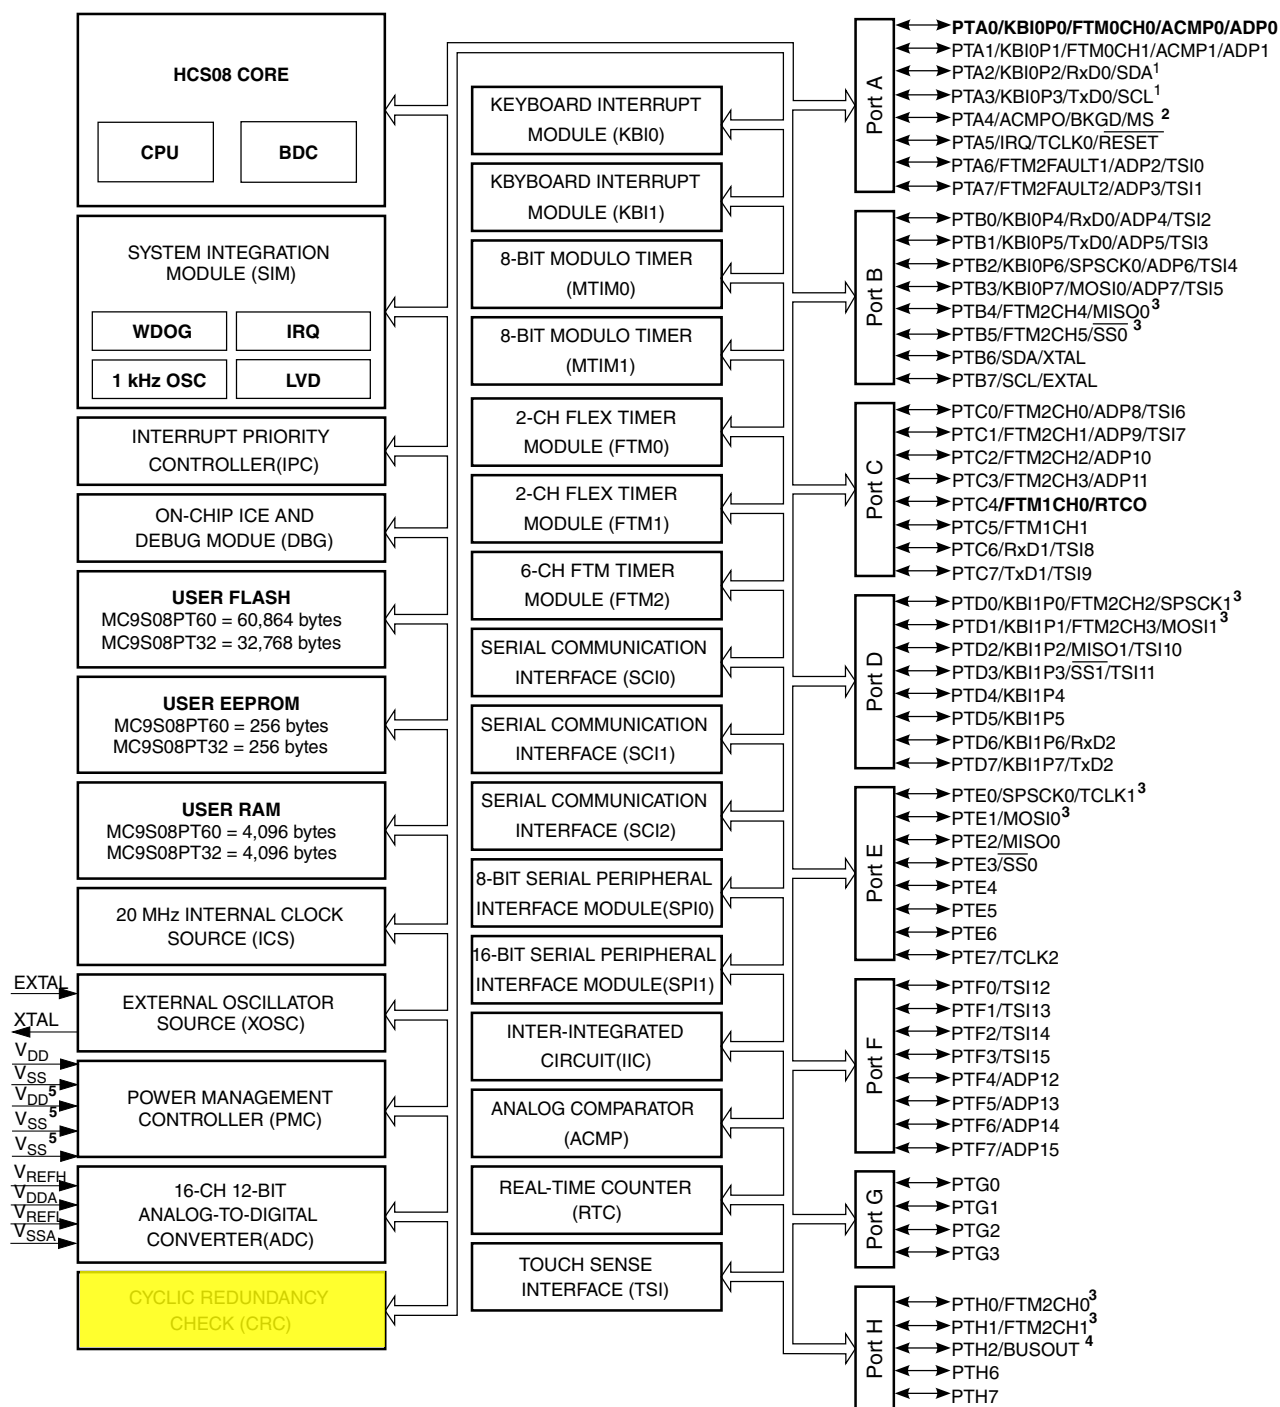 HCS08 CORE
CPU
BDC
SYSTEM INTEGRATION
MODULE (SIM)
WDOG
IRQ
1 kHz OSC
LVD
INTERRUPT PRIORITY
CONTROLLER(IPC)
ON-CHIP ICE AND
DEBUG MODUE (DBG)
USER FLASH
MC9S08PT60 = 60,864 bytes
MC9S08PT32 = 32,768 bytes
USER EEPROM
MC9S08PT60 = 256 bytes
MC9S08PT32 = 256 bytes
USER RAM
MC9S08PT60 = 4,096 bytes
MC9S08PT32 = 4,096 bytes
20 MHz INTERNAL CLOCK
SOURCE (ICS)
EXTAL
XTAL
EXTERNAL OSCILLATOR
SOURCE (XOSC)
VDD
VSS
VDD5
VSS5
VSS5
POWER MANAGEMENT
CONTROLLER (PMC)
VREFH
VDDA
VREFL
VSSA
16-CH 12-BIT
ANALOG-TO-DIGITAL
CONVERTER(ADC)
CYCLIC REDUNDANCY
CHECK (CRC)
KEYBOARD INTERRUPT
MODULE (KBI0)
KBYBOARD INTERRUPT
MODULE (KBI1)
8-BIT MODULO TIMER
(MTIM0)
8-BIT MODULO TIMER
(MTIM1)
2-CH FLEX TIMER
MODULE (FTM0)
2-CH FLEX TIMER
MODULE (FTM1)
6-CH FTM TIMER
MODULE (FTM2)
SERIAL COMMUNICATION
INTERFACE (SCI0)
SERIAL COMMUNICATION
INTERFACE (SCI1)
SERIAL COMMUNICATION
INTERFACE (SCI2)
8-BIT SERIAL PERIPHERAL
INTERFACE MODULE(SPI0)
16-BIT SERIAL PERIPHERAL
INTERFACE MODULE(SPI1)
INTER-INTEGRATED
CIRCUIT(IIC)
ANALOG COMPARATOR
(ACMP)
REAL-TIME COUNTER
(RTC)
TOUCH SENSE
INTERFACE (TSI)
Port A
PTA0/KBI0P0/FTM0CH0/ACMP0/ADP0
PTA1/KBI0P1/FTM0CH1/ACMP1/ADP1
PTA2/KBI0P2/RxD0/SDA1
PTA3/KBI0P3/TxD0/SCL1
PTA4/ACMPO/BKGD/MS 2
PTA5/IRQ/TCLK0/RESET
PTA6/FTM2FAULT1/ADP2/TSI0
PTA7/FTM2FAULT2/ADP3/TSI1
Port B
PTB0/KBI0P4/RxD0/ADP4/TSI2
PTB1/KBI0P5/TxD0/ADP5/TSI3
PTB2/KBI0P6/SPSCK0/ADP6/TSI4
PTB3/KBI0P7/MOSI0/ADP7/TSI5
PTB4/FTM2CH4/MISO03
PTB5/FTM2CH5/SS0 3
PTB6/SDA/XTAL
PTB7/SCL/EXTAL
Port C
PTC0/FTM2CH0/ADP8/TSI6
PTC1/FTM2CH1/ADP9/TSI7
PTC2/FTM2CH2/ADP10
PTC3/FTM2CH3/ADP11
PTC4/FTM1CH0/RTCO
PTC5/FTM1CH1
PTC6/RxD1/TSI8
PTC7/TxD1/TSI9
Port D
PTD0/KBI1P0/FTM2CH2/SPSCK13
PTD1/KBI1P1/FTM2CH3/MOSI13
PTD2/KBI1P2/MISO1/TSI10
PTD3/KBI1P3/SS1/TSI11
PTD4/KBI1P4
PTD5/KBI1P5
PTD6/KBI1P6/RxD2
PTD7/KBI1P7/TxD2
Port E
PTE0/SPSCK0/TCLK13
PTE1/MOSI03
PTE2/MISO0
PTE3/SS0
PTE4
PTE5
PTE6
PTE7/TCLK2
Port F
PTF0/TSI12
PTF1/TSI13
PTF2/TSI14
PTF3/TSI15
PTF4/ADP12
PTF5/ADP13
PTF6/ADP14
PTF7/ADP15
Port G
PTG0
PTG1
PTG2
PTG3
Port H
PTH0/FTM2CH03
PTH1/FTM2CH13
PTH2/BUSOUT 4
PTH6
PTH7